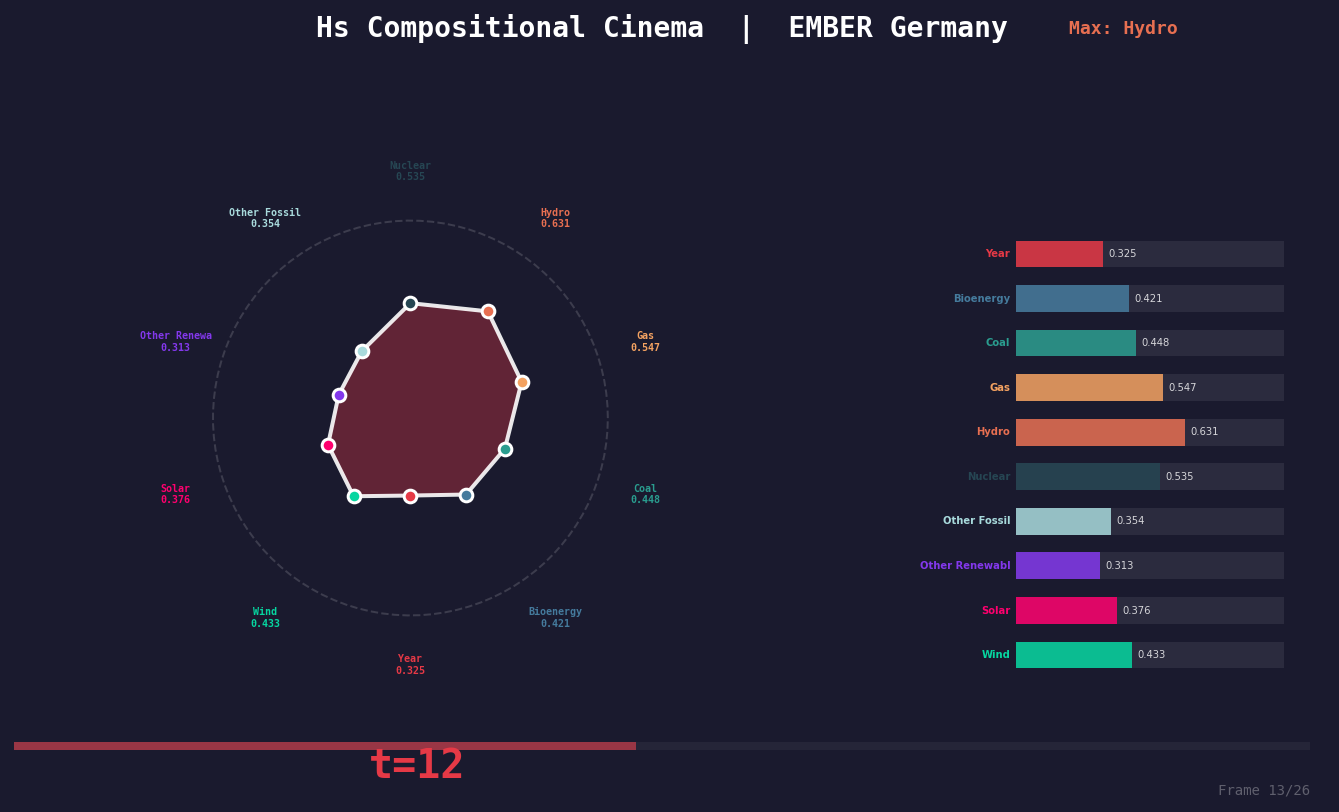 Hs Compositional Cinema | EMBER Germany
Max: Hydro
Nuclear
0.535
Other Fossil
0.354
Hydro
0.631
Other Renewa
0.313
Gas
0.547
Solar
0.376
Coal
0.448
Wind
0.433
Bioenergy
0.421
Year
0.325
Year 0.325
Bioenergy 0.421
Coal 0.448
Gas 0.547
Hydro 0.631
Nuclear 0.535
Other Fossil 0.354
Other Renewabl 0.313
Solar 0.376
Wind 0.433
t=12
Frame 13/26